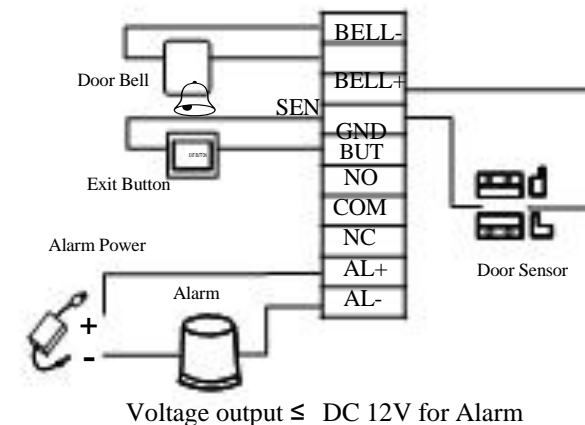 BELL-
Door Bell
BELL+
SEN
GND
BUT
Exit Button
NO
COM
NC
Alarm Power
Door Sensor
AL+
Alarm
AL-
+
-
Voltage output ≤ DC 12V for Alarm